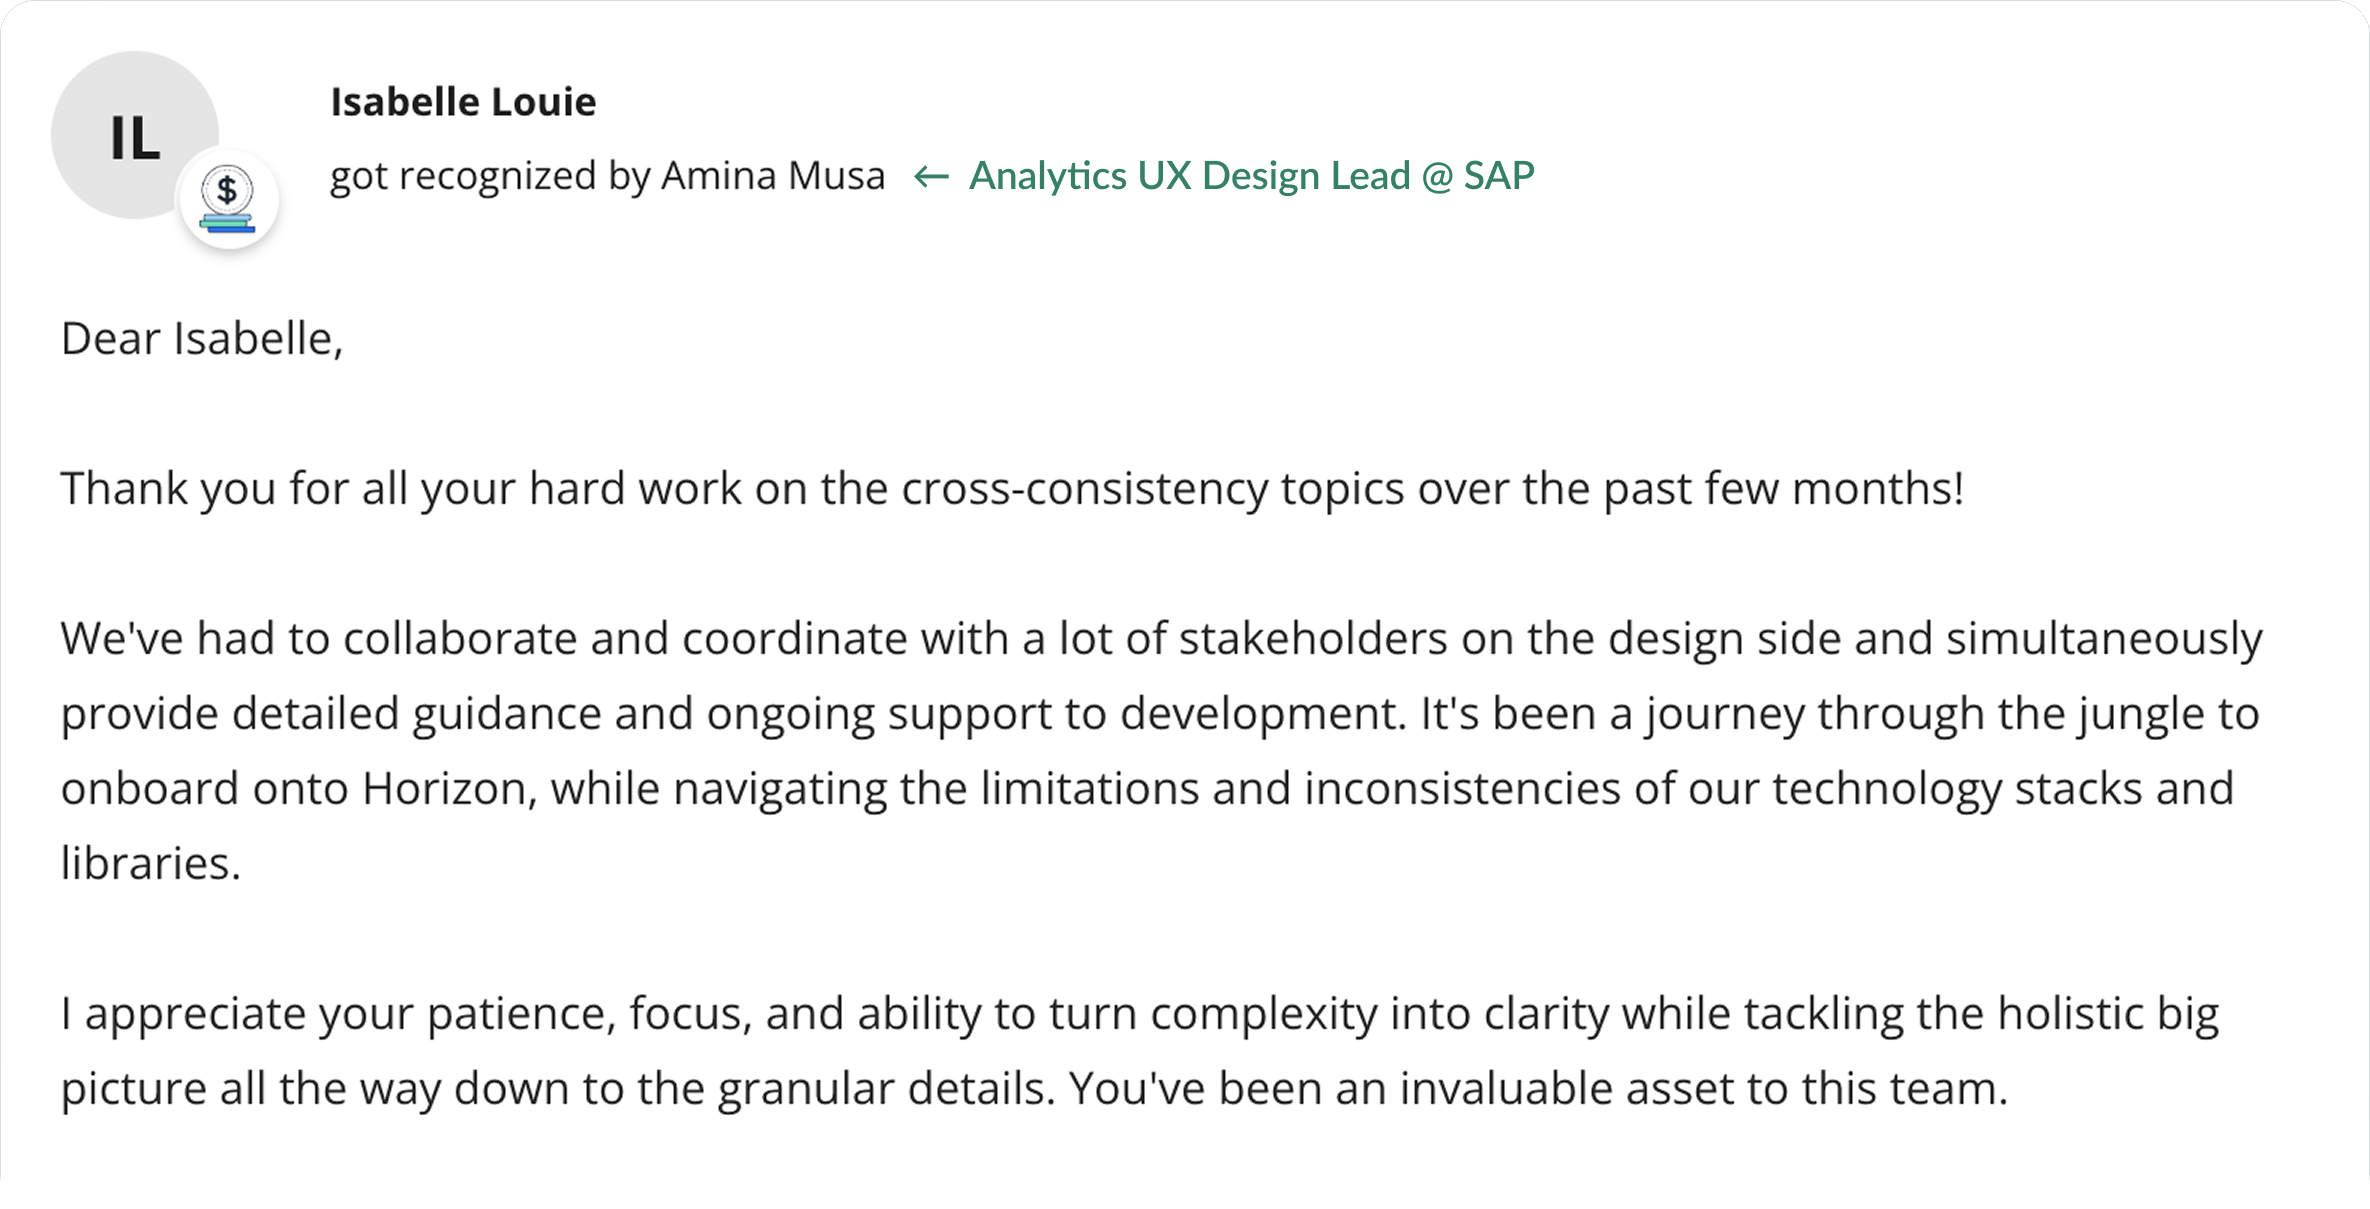 IL
$
Isabelle Louie
got recognized by Amina Musa ← Analytics UX Design Lead @ SAP
Dear Isabelle,
Thank you for all your hard work on the cross-consistency topics over the past few months!
We've had to collaborate and coordinate with a lot of stakeholders on the design side and simultaneously
provide detailed guidance and ongoing support to development. It's been a journey through the jungle to
onboard onto Horizon, while navigating the limitations and inconsistencies of our technology stacks and
libraries.
I appreciate your patience, focus, and ability to turn complexity into clarity while tackling the holistic big
picture all the way down to the granular details. You've been an invaluable asset to this team.